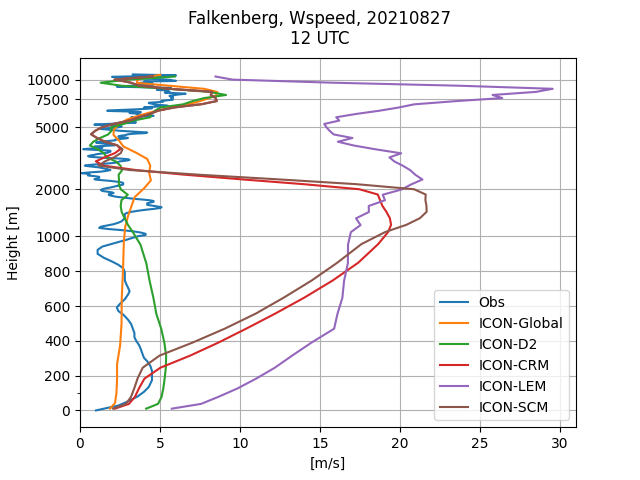 Falkenberg, Wspeed, 20210827
12 UTC
Height [m]
10000
7500
5000
2000
1000
800
600
400
200
0
0
5
10
15
20
25
30
[m/s]
Obs
ICON-Global
ICON-D2
ICON-CRM
ICON-LEM
ICON-SCM